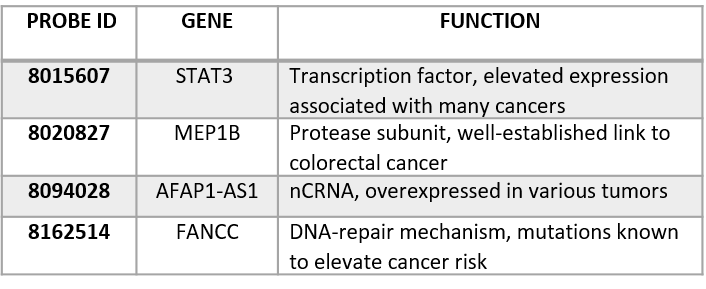 PROBE ID GENE FUNCTION
8015607 STAT3 Transcription factor, elevated expression
associated with many cancers
8020827 MEP1B Protease subunit, well-established link to
colorectal cancer
8094028 AFAP1-AS1 ncRNA, overexpressed in various tumors
8162514 FANCC DNA-repair mechanism, mutations known
to elevate cancer risk